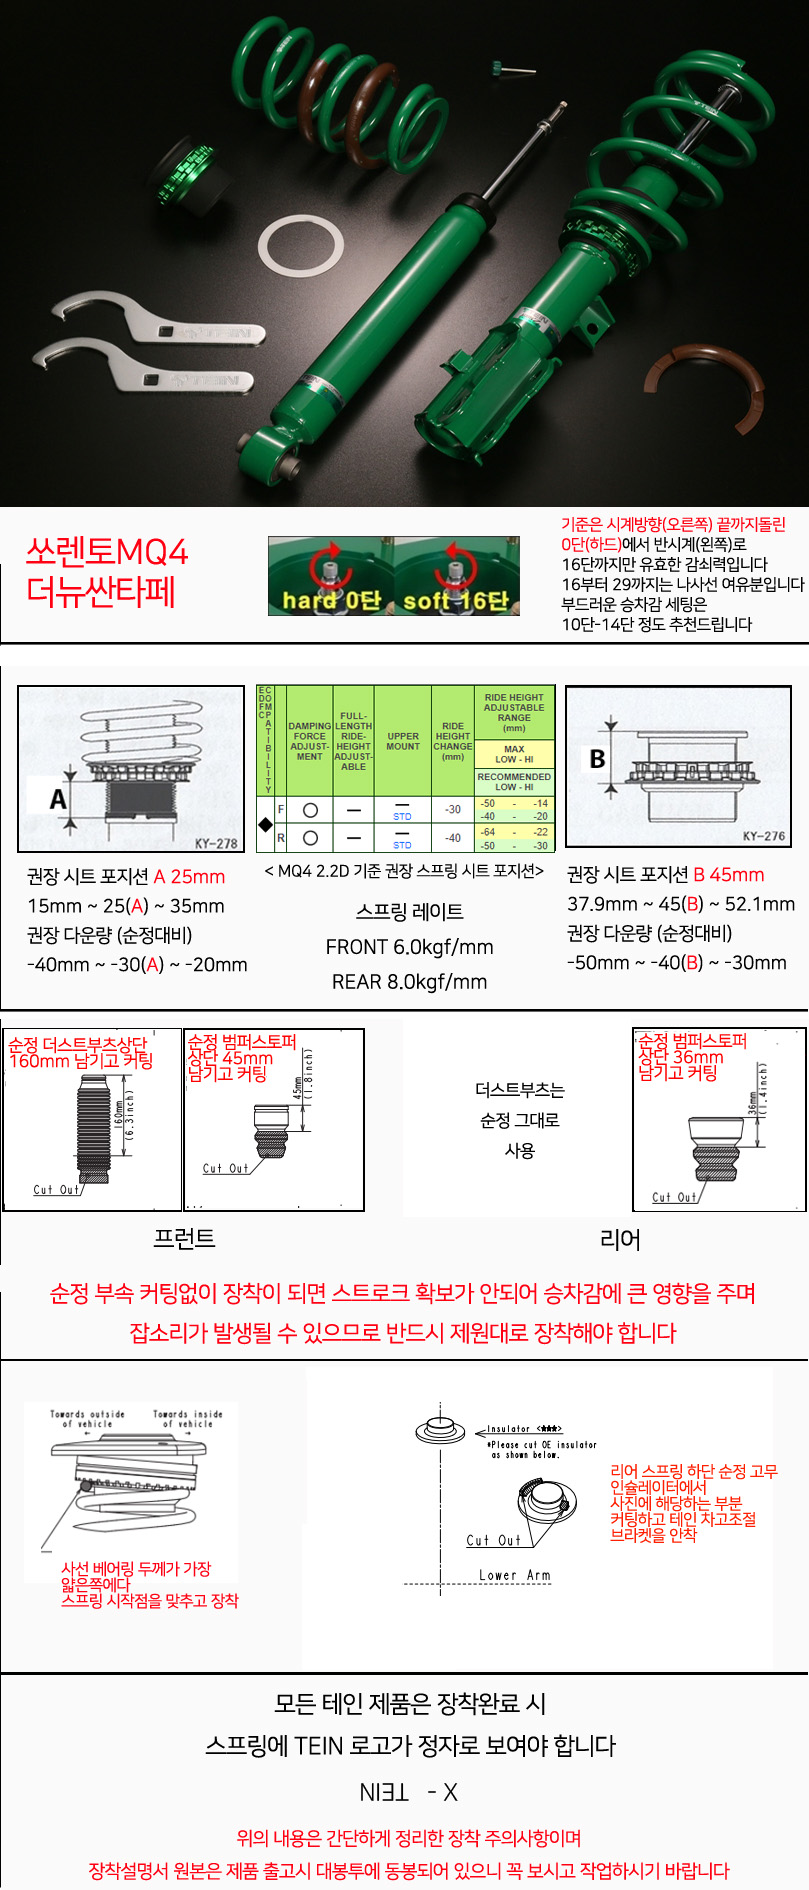 쏘렌토MQ4
더뉴싼타페
hard 0단
soft 16단
기준은 시계방향(오른쪽) 끝까지돌린
0단(하드)에서 반시계(왼쪽)로
16단까지만 유효한 감쇠력입니다
16부터 29까지는 나사선 여유분입니다
부드러운 승차감 세팅은
10단-14단 정도 추천드립니다
A
KY-278
권장 시트 포지션 A 25mm
15mm ~ 25(A) ~ 35mm
권장 다운량 (순정대비)
-40mm ~ -30(A) ~ -20mm
DAMPING FORCE ADJUST-MENT
FULL-LENGTH RIDE-HEIGHT ADJUST-ABLE
UPPER MOUNT
RIDE HEIGHT CHANGE (mm)
RIDE HEIGHT ADJUSTABLE RANGE (mm)
MAX LOW - HI
RECOMMENDED LOW - HI
◆ F ○ — — STD -30 -50 - -14
-40 - -20
R ○ — — STD -40 -64 - -22
-50 - -30
< MQ4 2.2D 기준 권장 스프링 시트 포지션>
스프링 레이트
FRONT 6.0kgf/mm
REAR 8.0kgf/mm
B
KY-276
권장 시트 포지션 B 45mm
37.9mm ~ 45(B) ~ 52.1mm
권장 다운량 (순정대비)
-50mm ~ -40(B) ~ -30mm
순정 더스트부츠상단
160mm 남기고 커팅
160mm
(6.3inch)
Cut Out
순정 범퍼스토퍼
상단 45mm
남기고 커팅
45mm
(1.8inch)
Cut Out
프런트
더스트부츠는
순정 그대로
사용
순정 범퍼스토퍼
상단 36mm
남기고 커팅
36mm
(1.4inch)
Cut Out
리어
순정 부속 커팅없이 장착이 되면 스트로크 확보가 안되어 승차감에 큰 영향을 주며
잡소리가 발생될 수 있으므로 반드시 제원대로 장착해야 합니다
Towards outside of vehicle
Towards inside of vehicle
사선 베어링 두께가 가장
얇은쪽에다
스프링 시작점을 맞추고 장착
Insulator <***>
*Please cut OE insulator
as shown below.
Cut Out
Lower Arm
리어 스프링 하단 순정 고무
인슐레이터에서
사진에 해당하는 부분
커팅하고 테인 차고조절
브라켓을 안착
모든 테인 제품은 장착완료 시
스프링에 TEIN 로고가 정자로 보여야 합니다
TEIN - X
위의 내용은 간단하게 정리한 장착 주의사항이며
장착설명서 원본은 제품 출고시 대봉투에 동봉되어 있으니 꼭 보시고 작업하시기 바랍니다